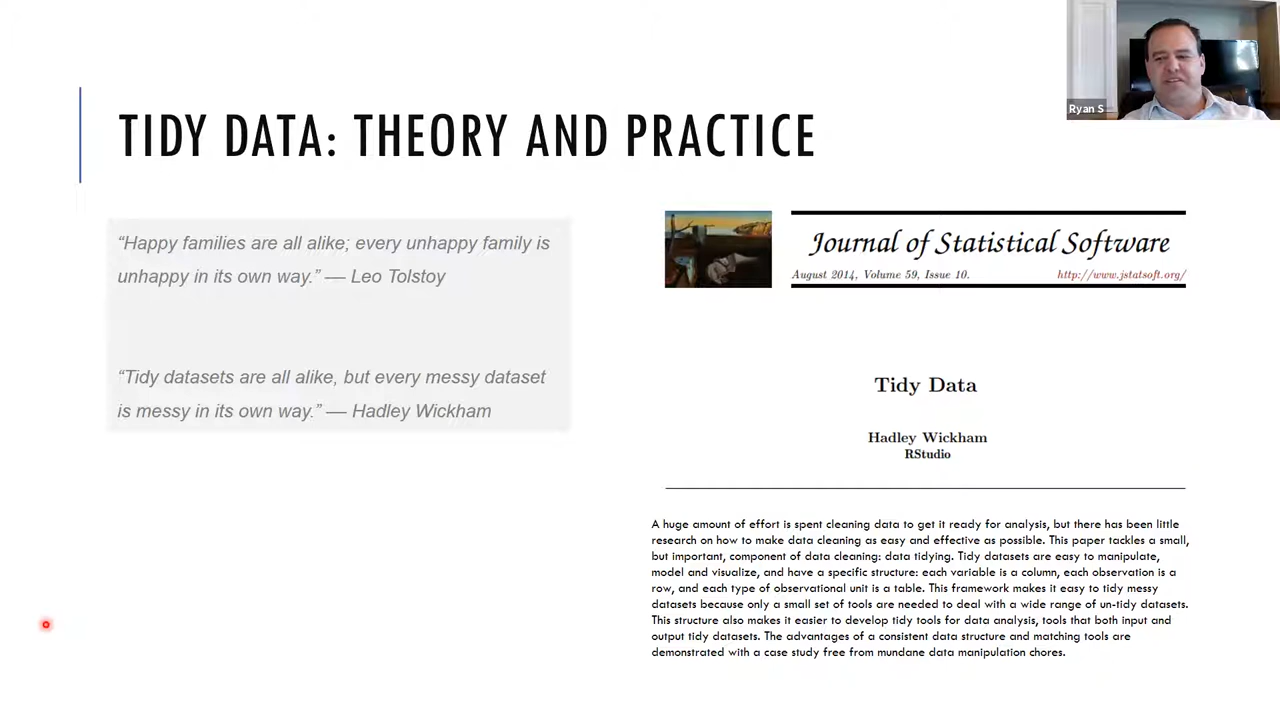 Ryan S
TIDY DATA: THEORY AND PRACTICE
“Happy families are all alike; every unhappy family is
unhappy in its own way.” — Leo Tolstoy
“Tidy datasets are all alike, but every messy dataset
is messy in its own way.” — Hadley Wickham
Journal of Statistical Software
August 2014, Volume 59, Issue 10.
http://www.jstatsoft.org/
Tidy Data
Hadley Wickham
RStudio
A huge amount of effort is spent cleaning data to get it ready for analysis, but there has been little
research on how to make data cleaning as easy and effective as possible. This paper tackles a small,
but important, component of data cleaning: data tidying. Tidy datasets are easy to manipulate,
model and visualize, and have a specific structure: each variable is a column, each observation is a
row, and each type of observational unit is a table. This framework makes it easy to tidy messy
datasets because only a small set of tools are needed to deal with a wide range of un-tidy datasets.
This structure also makes it easier to develop tidy tools for data analysis, tools that both input and
output tidy datasets. The advantages of a consistent data structure and matching tools are
demonstrated with a case study free from mundane data manipulation chores.